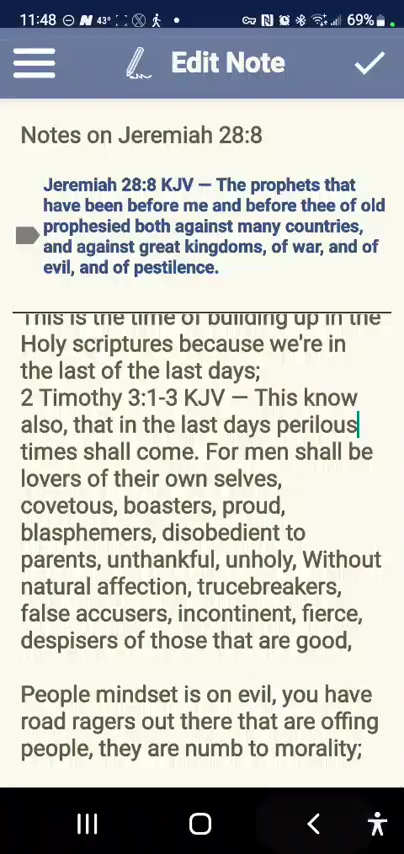 11:48 43° 69%
Edit Note
Notes on Jeremiah 28:8
Jeremiah 28:8 KJV — The prophets that
have been before me and before thee of old
prophesied both against many countries,
and against great kingdoms, of war, and of
evil, and of pestilence.
This is the time of building up in the
Holy scriptures because we're in
the last of the last days;
2 Timothy 3:1-3 KJV — This know
also, that in the last days perilous
times shall come. For men shall be
lovers of their own selves,
covetous, boasters, proud,
blasphemers, disobedient to
parents, unthankful, unholy, Without
natural affection, trucebreakers,
false accusers, incontinent, fierce,
despisers of those that are good,
People mindset is on evil, you have
road ragers out there that are offing
people, they are numb to morality;